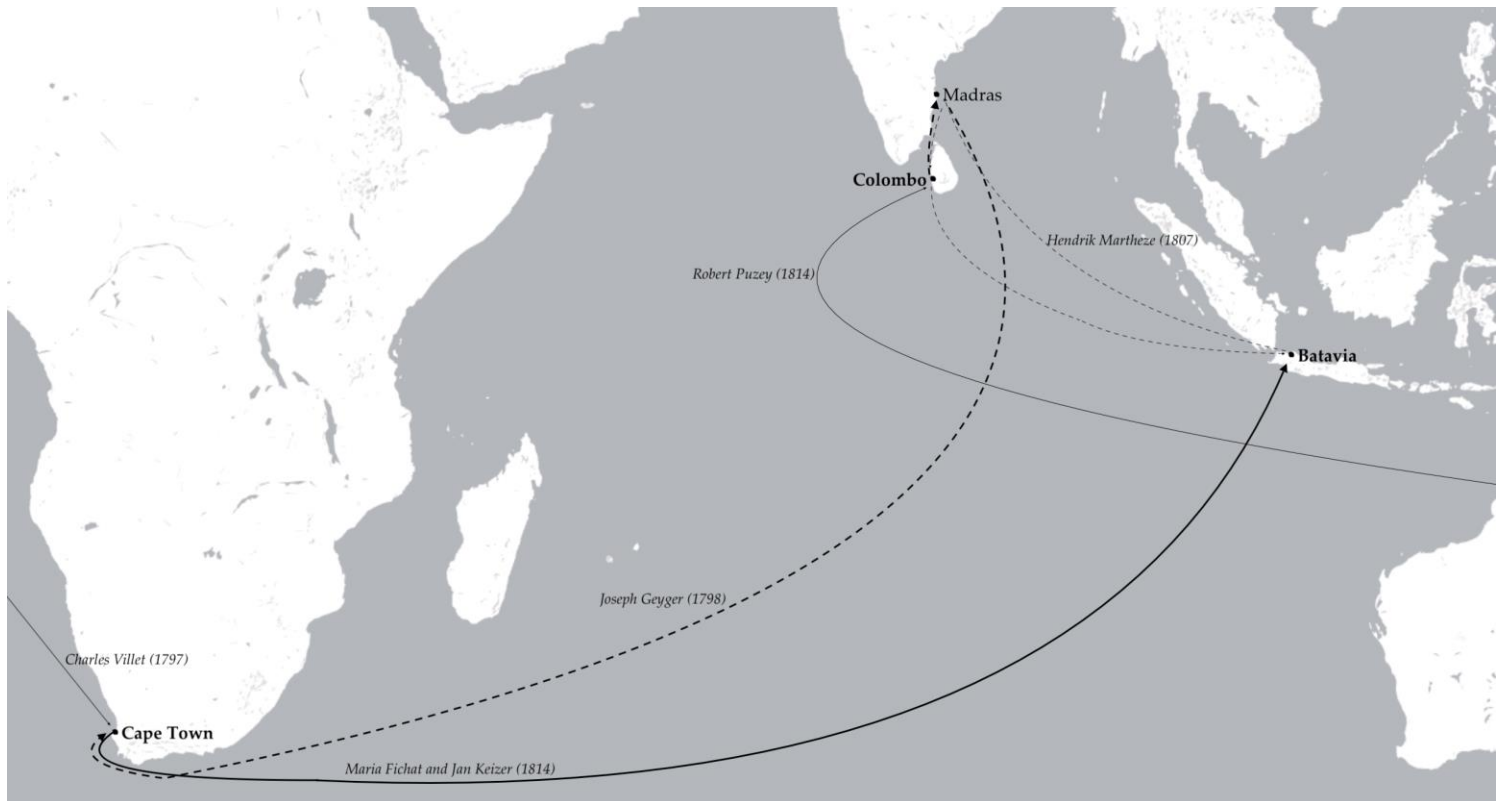 Madras
Colombo
Hendrik Martheze (1807)
Robert Puzey (1814)
Batavia
Joseph Geyger (1798)
Charles Villet (1797)
Cape Town
Maria Fichat and Jan Keizer (1814)